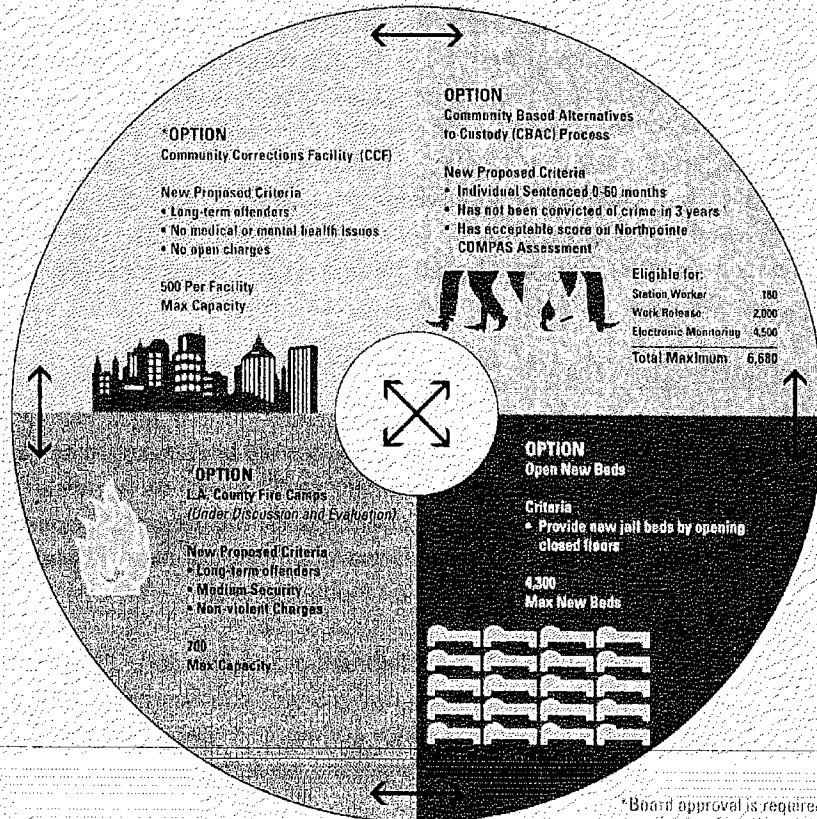 *OPTION
Community Corrections Facility (CCF)
New Proposed Criteria
• Long-term offenders
• No medical or mental health issues
• No open charges
500 Per Facility
Max Capacity
OPTION
Community Based Alternatives
to Custody (CBAC) Process
New Proposed Criteria
• Individual Sentenced 0-60 months
• Has not been convicted of crime in 3 years
• Has acceptable score on Northpointe
COMPAS Assessment
Eligible for:
Station Worker 180
Work Release 2,000
Electronic Monitoring 4,500
Total Maximum 6,680
*OPTION
L.A. County Fire Camps
(Under Discussion and Evaluation)
New Proposed Criteria
• Long-term offenders
• Medium Security
• Non-violent Charges
700
Max Capacity
OPTION
Open New Beds
Criteria
• Provide new jail beds by opening
closed floors
4,300
Max New Beds
*Board approval is require